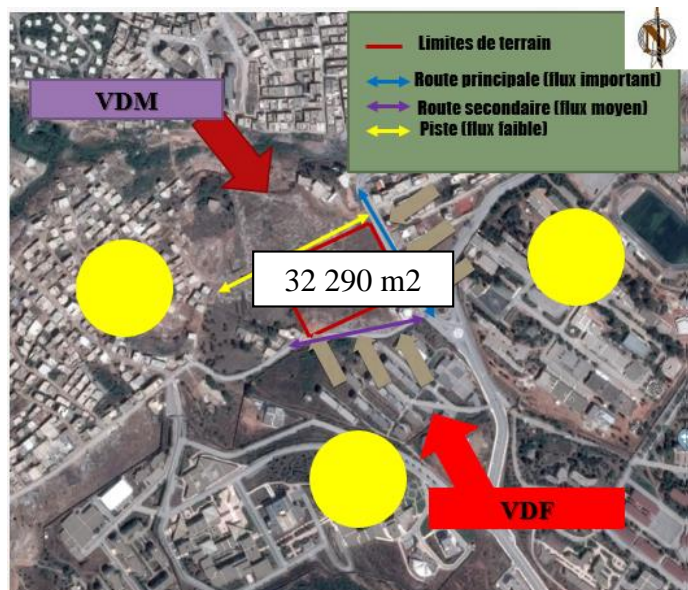 N
Limites de terrain
Route principale (flux important)
Route secondaire (flux moyen)
Piste (flux faible)
VDM
32 290 m2
VDF